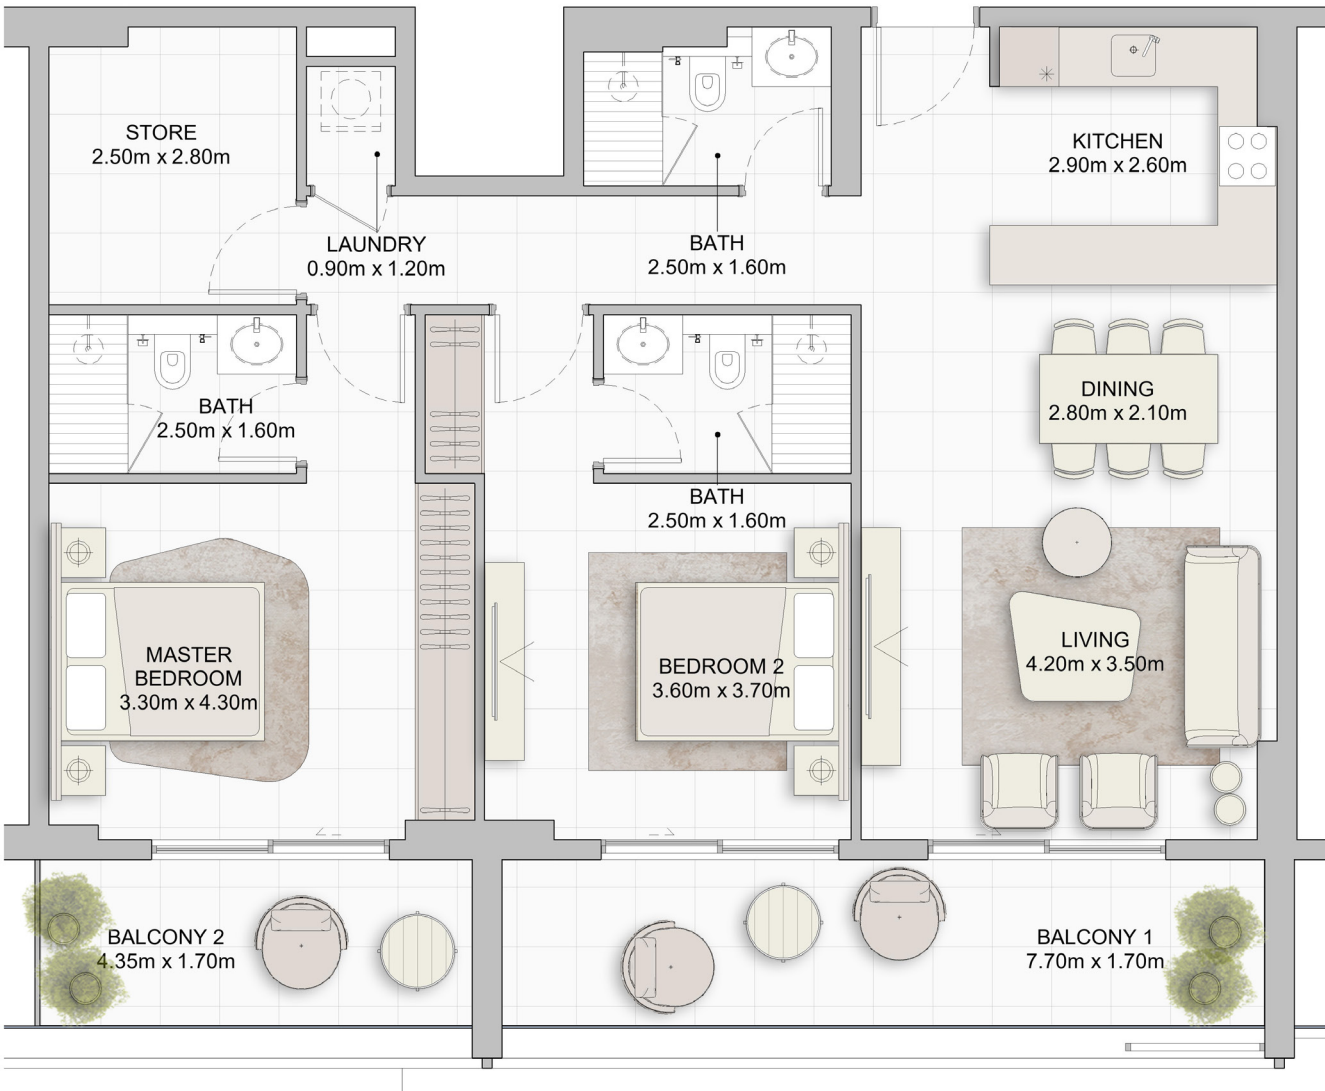 STORE
2.50m x 2.80m
KITCHEN
2.90m x 2.60m
LAUNDRY
0.90m x 1.20m
BATH
2.50m x 1.60m
DINING
2.80m x 2.10m
BATH
2.50m x 1.60m
BATH
2.50m x 1.60m
LIVING
4.20m x 3.50m
MASTER
BEDROOM
3.30m x 4.30m
BEDROOM 2
3.60m x 3.70m
BALCONY 2
4.35m x 1.70m
BALCONY 1
7.70m x 1.70m